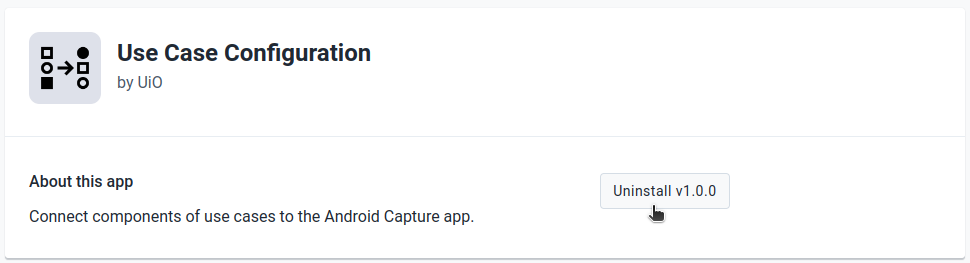 Use Case Configuration
by UiO
About this app
Uninstall v1.0.0
Connect components of use cases to the Android Capture app.